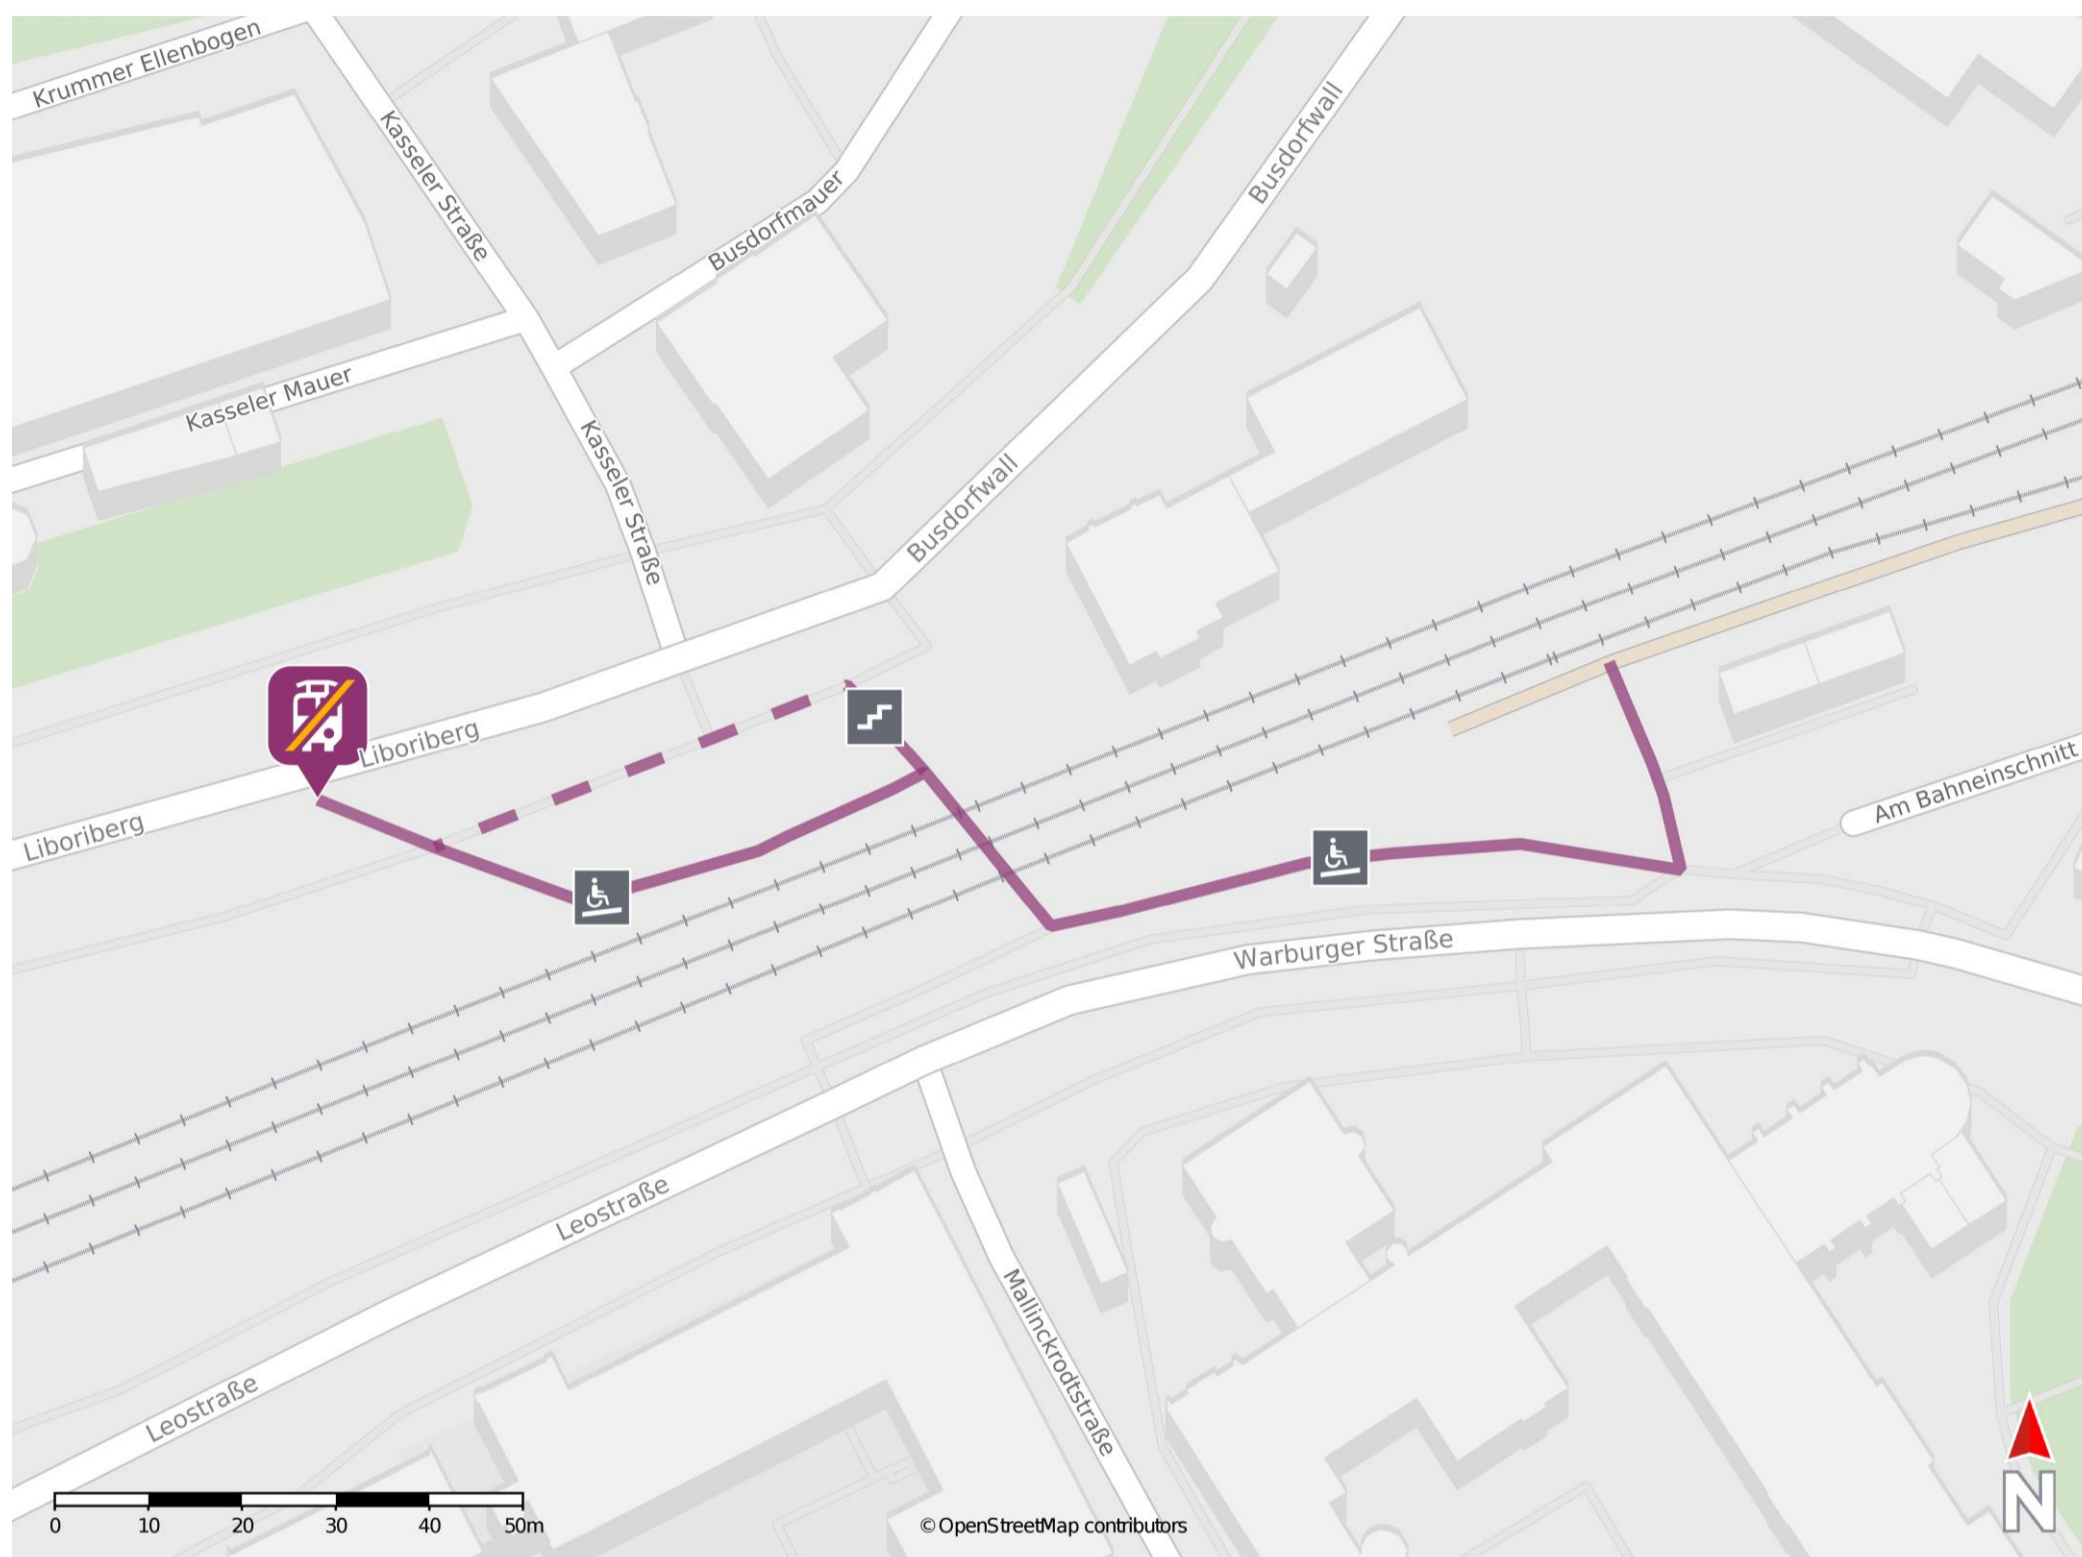 Krummer Ellenbogen
Kasseler Straße
Busdorfwall
Busdorfmauer
Kasseler Mauer
Kasseler Straße
Busdorfwall
Liboriberg
Liboriberg
Am Bahneinschnitt
Warburger Straße
Leostraße
Mallinckrodtstraße
Leostraße
0 10 20 30 40 50m
© OpenStreetMap contributors
N